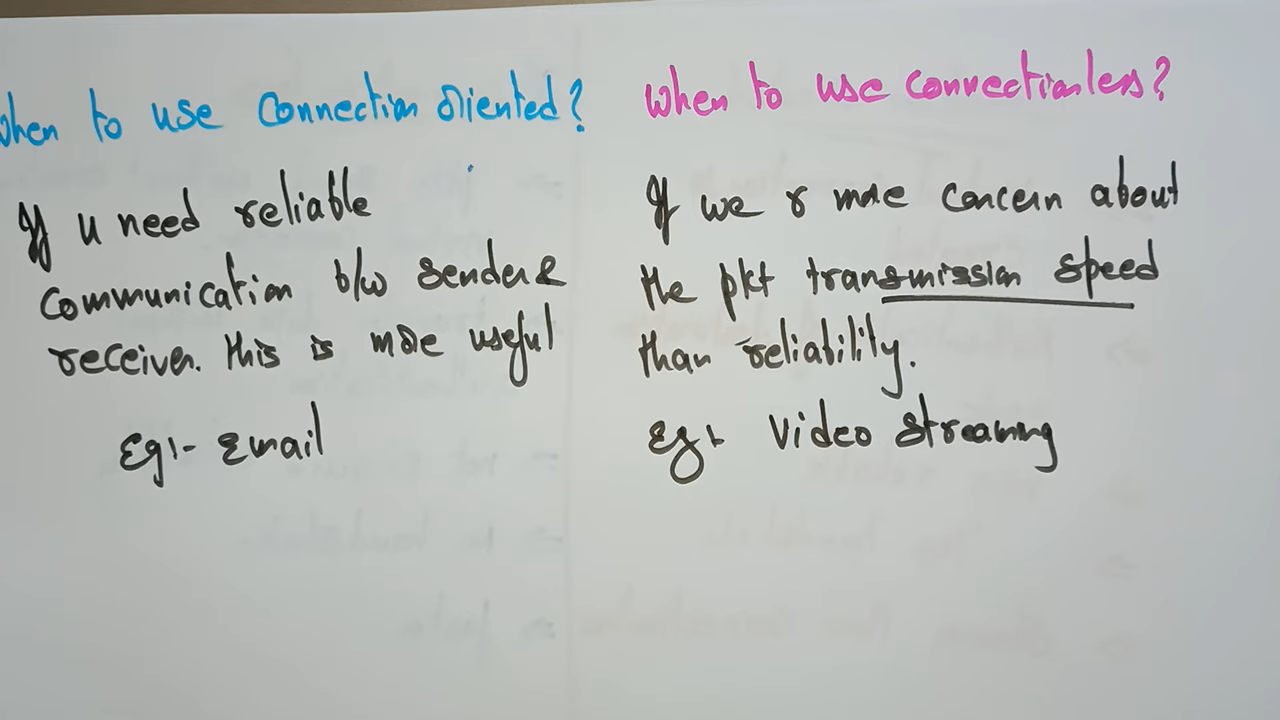 When to use Connection oriented?
If u need reliable
Communication b/w sender &
receiver. this is more useful
Eg:- Email
When to use connectionless?
If we r more concern about
the pkt transmission speed
than reliability.
Eg:- Video Streaming